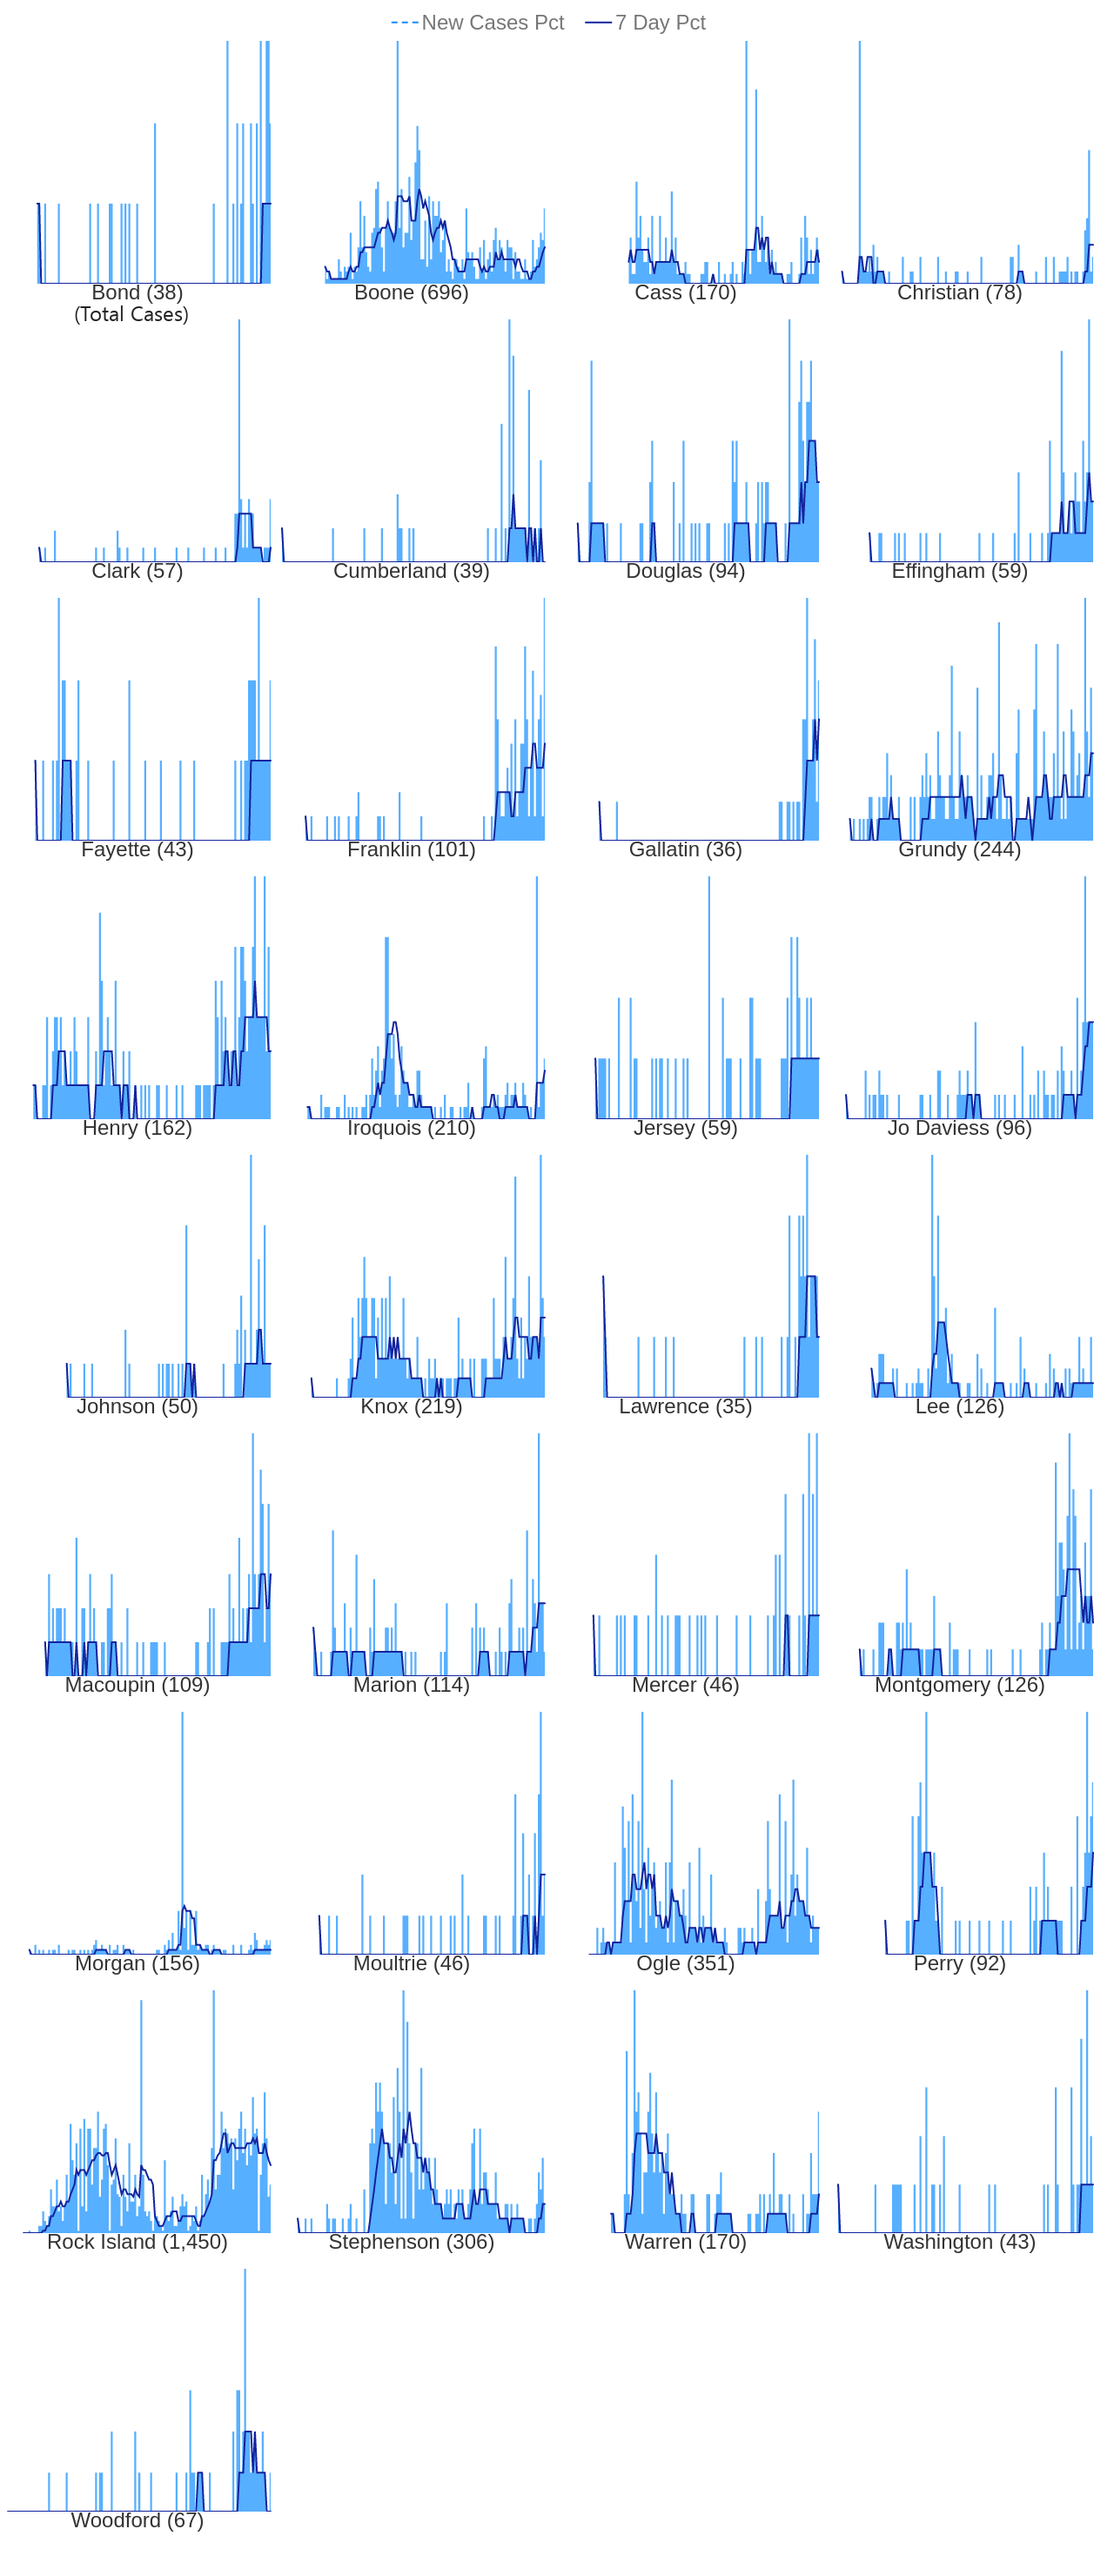 New Cases Pct 7 Day Pct
Bond (38) Boone (696) Cass (170) Christian (78)
(Total Cases)
Clark (57) Cumberland (39) Douglas (94) Effingham (59)
Fayette (43) Franklin (101) Gallatin (36) Grundy (244)
Henry (162) Iroquois (210) Jersey (59) Jo Daviess (96)
Johnson (50) Knox (219) Lawrence (35) Lee (126)
Macoupin (109) Marion (114) Mercer (46) Montgomery (126)
Morgan (156) Moultrie (46) Ogle (351) Perry (92)
Rock Island (1,450) Stephenson (306) Warren (170) Washington (43)
Woodford (67)